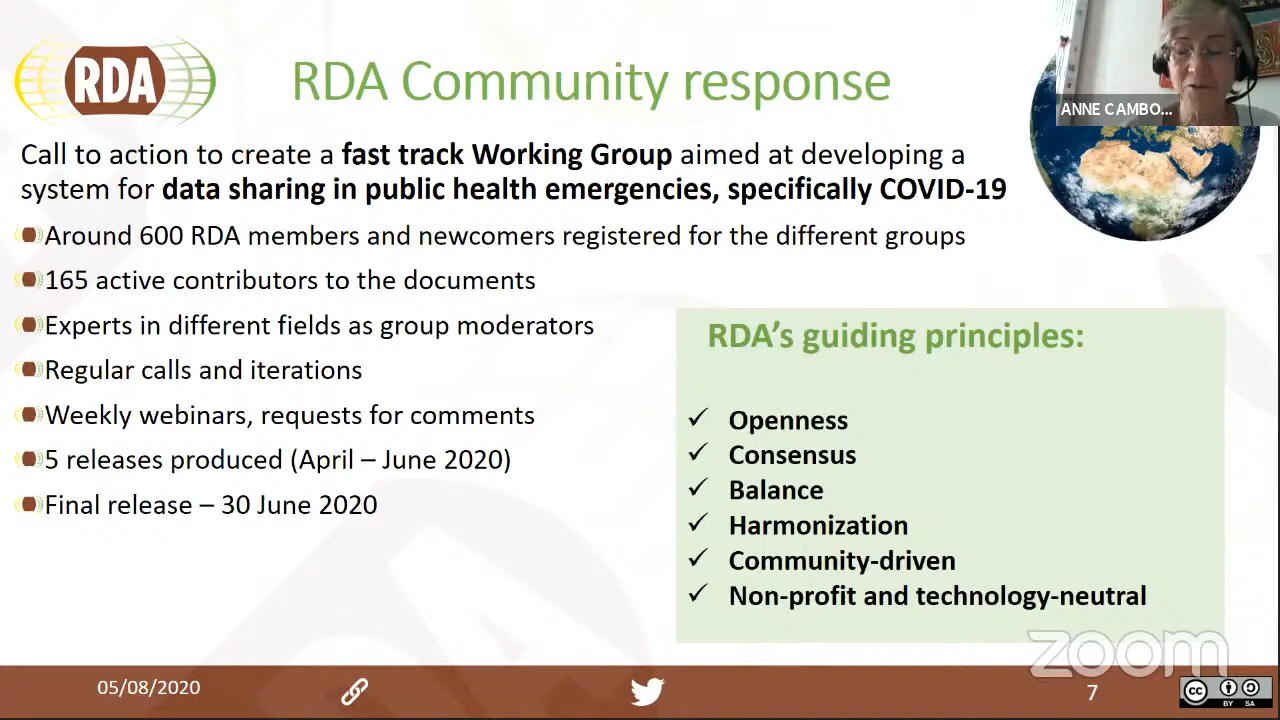 RDA
RDA Community response
ANNE CAMBO...
Call to action to create a fast track Working Group aimed at developing a
system for data sharing in public health emergencies, specifically COVID-19
Around 600 RDA members and newcomers registered for the different groups
165 active contributors to the documents
Experts in different fields as group moderators
Regular calls and iterations
Weekly webinars, requests for comments
5 releases produced (April – June 2020)
Final release – 30 June 2020
RDA’s guiding principles:
✓ Openness
✓ Consensus
✓ Balance
✓ Harmonization
✓ Community-driven
✓ Non-profit and technology-neutral
zoom
05/08/2020
7
cc
BY SA